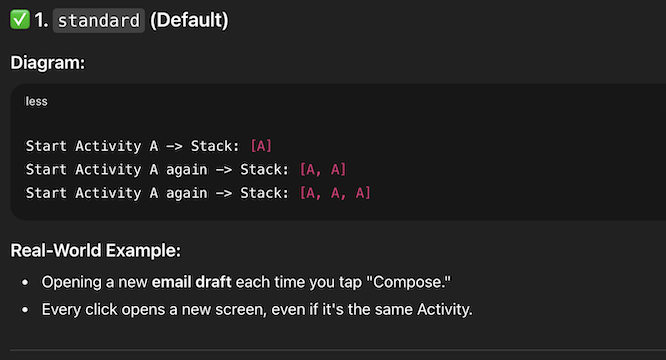 ✅ 1. standard (Default)
Diagram:
less
Start Activity A -> Stack: [A]
Start Activity A again -> Stack: [A, A]
Start Activity A again -> Stack: [A, A, A]
Real-World Example:
• Opening a new email draft each time you tap "Compose."
• Every click opens a new screen, even if it's the same Activity.